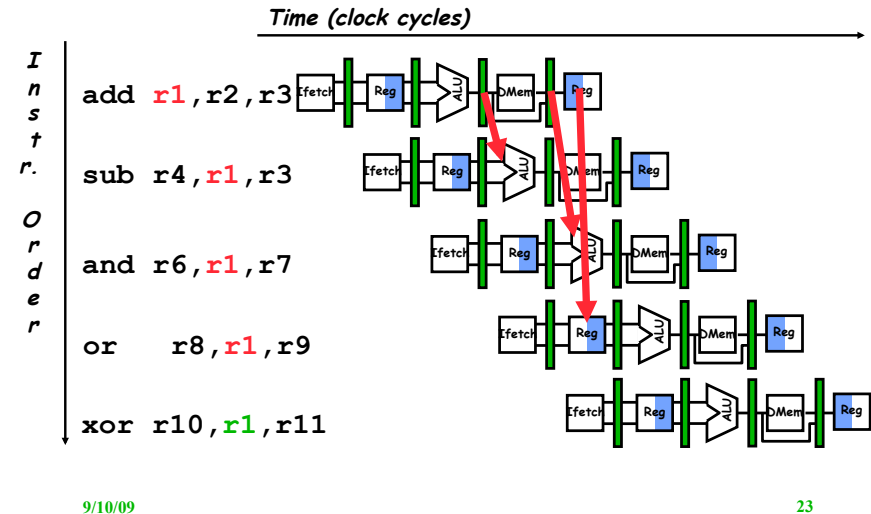 Time (clock cycles)
I
n
s
t
r.
O
r
d
e
r
add r1,r2,r3
Ifetch Reg ALU DMem Reg
sub r4,r1,r3
Ifetch Reg ALU DMem Reg
and r6,r1,r7
Ifetch Reg ALU DMem Reg
or r8,r1,r9
Ifetch Reg ALU DMem Reg
xor r10,r1,r11
Ifetch Reg ALU DMem Reg
9/10/09
23